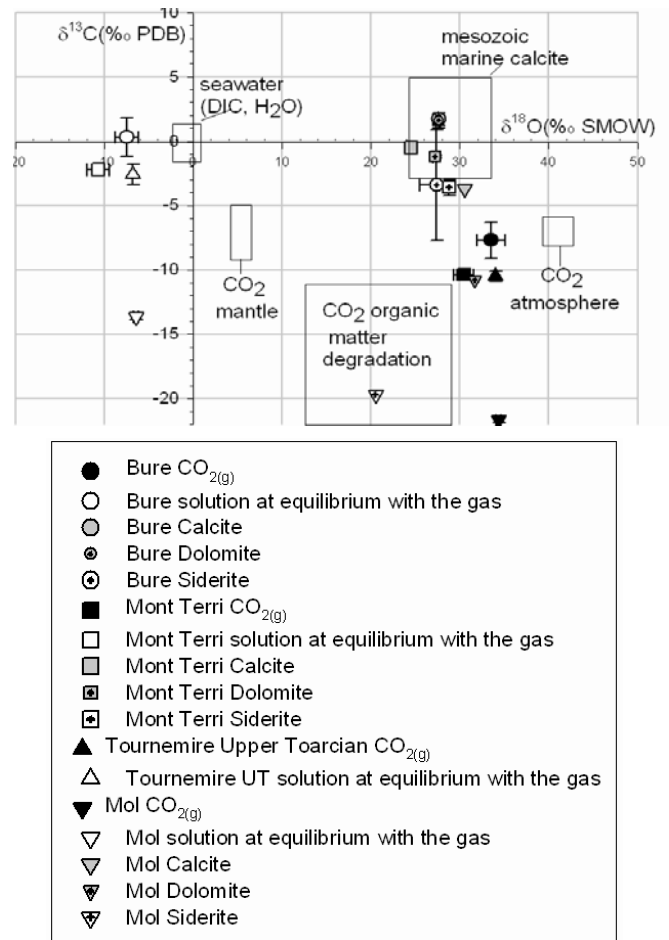 10
δ¹³C(‰ PDB)
mesozoic
marine calcite
5
seawater
(DIC, H₂O)
δ¹⁸O(‰ SMOW)
0
20 10 0 10 20 30 40 50
-5
CO₂
mantle
CO₂
atmosphere
-10
CO₂ organic
matter
degradation
-15
-20
Bure CO₂(g)
Bure solution at equilibrium with the gas
Bure Calcite
Bure Dolomite
Bure Siderite
Mont Terri CO₂(g)
Mont Terri solution at equilibrium with the gas
Mont Terri Calcite
Mont Terri Dolomite
Mont Terri Siderite
Tournemire Upper Toarcian CO₂(g)
Tournemire UT solution at equilibrium with the gas
Mol CO₂(g)
Mol solution at equilibrium with the gas
Mol Calcite
Mol Dolomite
Mol Siderite